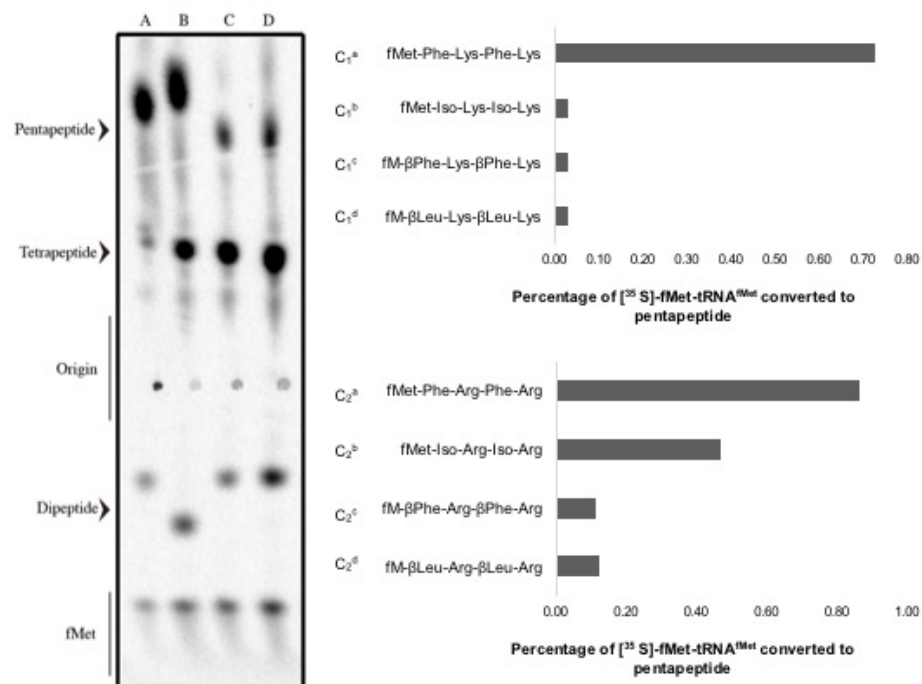 A B C D
Pentapeptide
Tetrapeptide
Origin
Dipeptide
fMet
C₁ᵃ fMet-Phe-Lys-Phe-Lys
C₁ᵇ fMet-Iso-Lys-Iso-Lys
C₁ᶜ fM-βPhe-Lys-βPhe-Lys
C₁ᵈ fM-βLeu-Lys-βLeu-Lys
0.00 0.10 0.20 0.30 0.40 0.50 0.60 0.70 0.80
Percentage of [³⁵ S]-fMet-tRNAᶠᴹᵉᵗ converted to
pentapeptide
C₂ᵃ fMet-Phe-Arg-Phe-Arg
C₂ᵇ fMet-Iso-Arg-Iso-Arg
C₂ᶜ fM-βPhe-Arg-βPhe-Arg
C₂ᵈ fM-βLeu-Arg-βLeu-Arg
0.00 0.20 0.40 0.60 0.80 1.00
Percentage of [³⁵ S]-fMet-tRNAᶠᴹᵉᵗ converted to
pentapeptide